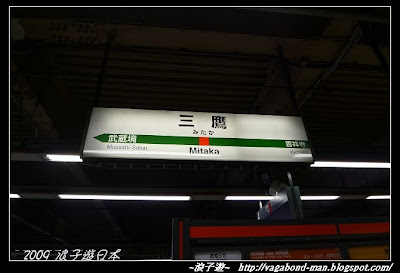 三鷹
みたか
武蔵境
Musashi-Sakai
Mitaka
吉祥寺
2009 浪子遊日本
~浪子遊~ http://vagabond-man.blogspot.com/